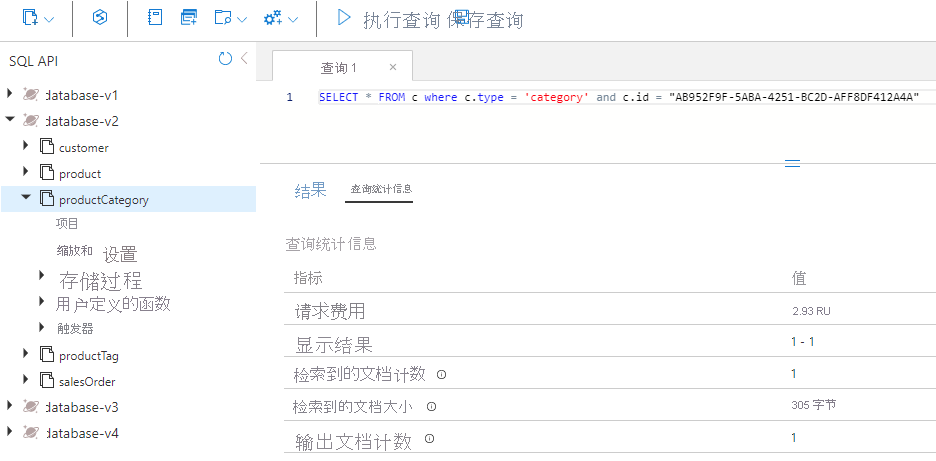 执行查询 保存查询
SQL API
database-v1
database-v2
customer
product
productCategory
项目
缩放和 设置
存储过程
用户定义的函数
触发器
productTag
salesOrder
database-v3
database-v4
查询 1 ×
1 SELECT * FROM c where c.type = 'category' and c.id = "AB952F9F-5ABA-4251-BC2D-AFF8DF412A4A"
结果 查询统计信息
查询统计信息
指标 值
请求费用 2.93 RU
显示结果 1 - 1
检索到的文档计数 1
检索到的文档大小 305 字节
输出文档计数 1